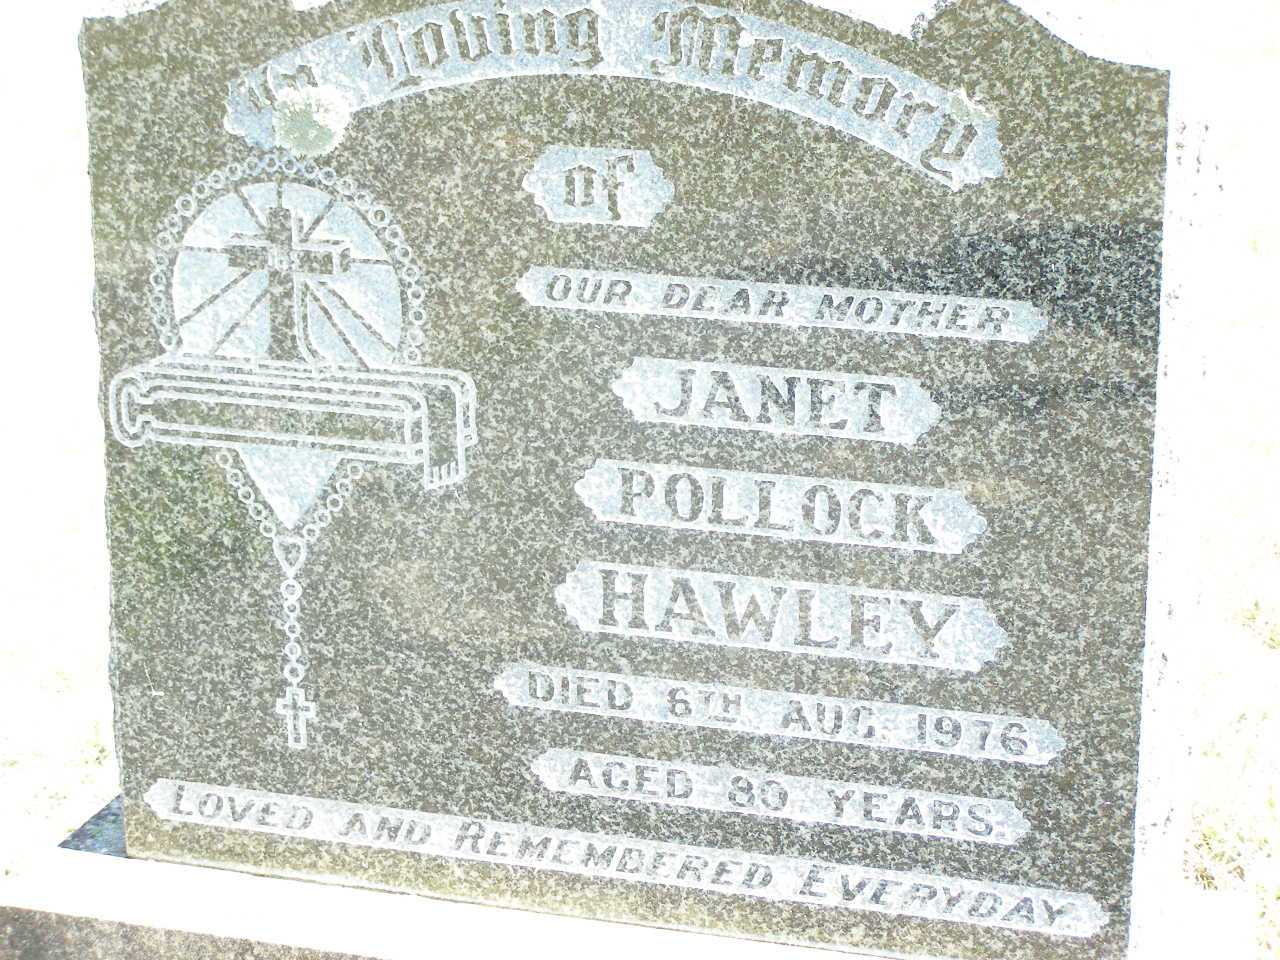 In Loving Memory
of
OUR DEAR MOTHER
JANET
POLLOCK
HAWLEY
DIED 6TH AUG. 1976
AGED 80 YEARS.
LOVED AND REMEMBERED EVERYDAY.